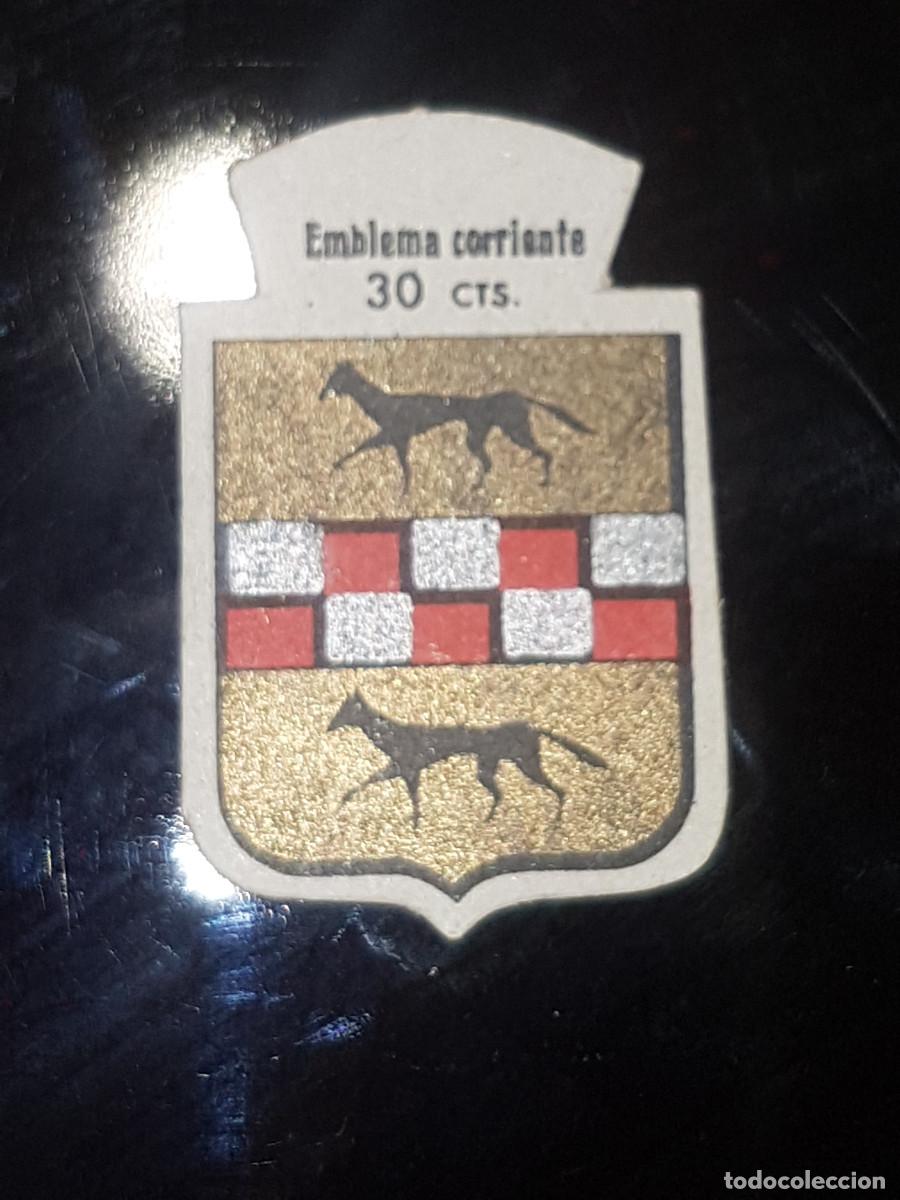 Emblema corriente
30 CTS.
todocoleccion